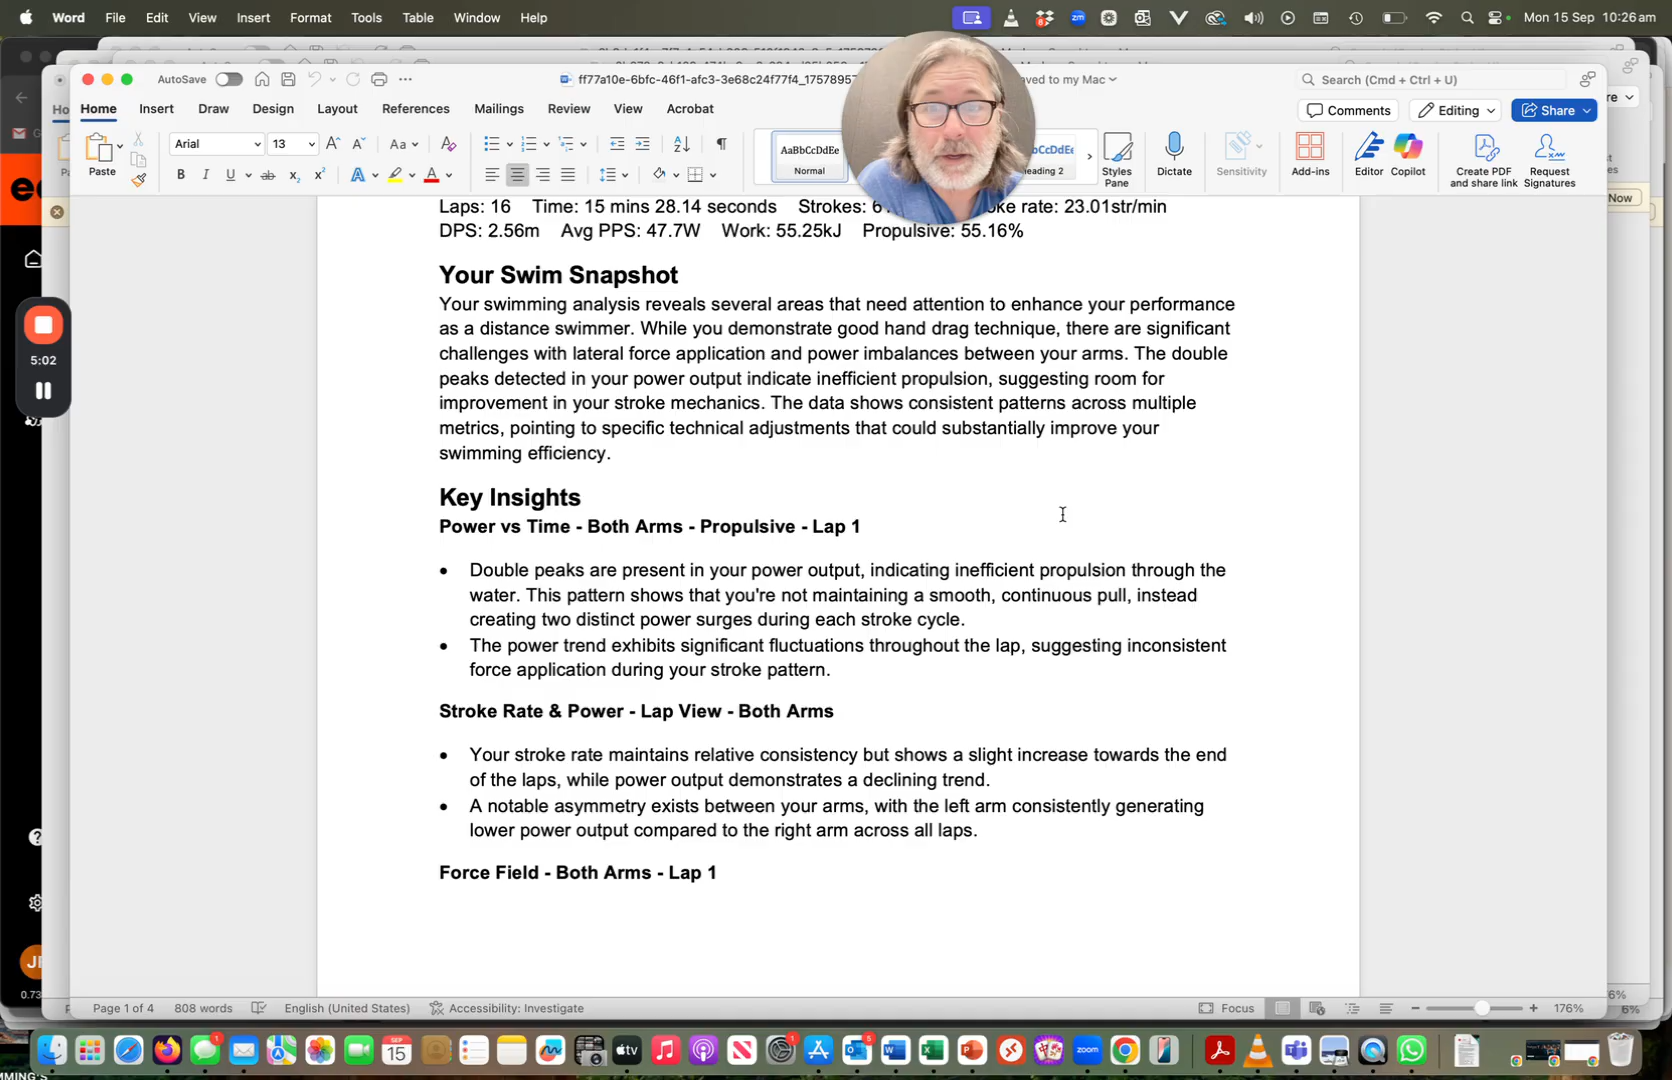 Word File Edit View Insert Format Tools Table Window Help Mon 15 Sep 10:26 am
AutoSave
ff77a10e-6bfc-46f1-afc3-3e68c24f77f4_1757895
aved to my Mac
Search (Cmd + Ctrl + U)
Home Insert Draw Design Layout References Mailings Review View Acrobat
Comments Editing Share
Paste
Arial 13
AaBbCcDdEe
Normal
eading 2
Styles Pane
Dictate
Sensitivity
Add-ins
Editor
Copilot
Create PDF and share link
Request Signatures
Now
Laps: 16 Time: 15 mins 28.14 seconds Strokes: 23.01str/min
DPS: 2.56m Avg PPS: 47.7W Work: 55.25kJ Propulsive: 55.16%
Your Swim Snapshot
Your swimming analysis reveals several areas that need attention to enhance your performance
as a distance swimmer. While you demonstrate good hand drag technique, there are significant
challenges with lateral force application and power imbalances between your arms. The double
peaks detected in your power output indicate inefficient propulsion, suggesting room for
improvement in your stroke mechanics. The data shows consistent patterns across multiple
metrics, pointing to specific technical adjustments that could substantially improve your
swimming efficiency.
5:02
Key Insights
Power vs Time - Both Arms - Propulsive - Lap 1
• Double peaks are present in your power output, indicating inefficient propulsion through the
water. This pattern shows that you're not maintaining a smooth, continuous pull, instead
creating two distinct power surges during each stroke cycle.
• The power trend exhibits significant fluctuations throughout the lap, suggesting inconsistent
force application during your stroke pattern.
Stroke Rate & Power - Lap View - Both Arms
• Your stroke rate maintains relative consistency but shows a slight increase towards the end
of the laps, while power output demonstrates a declining trend.
• A notable asymmetry exists between your arms, with the left arm consistently generating
lower power output compared to the right arm across all laps.
Force Field - Both Arms - Lap 1
Page 1 of 4 808 words English (United States) Accessibility: Investigate Focus 176%